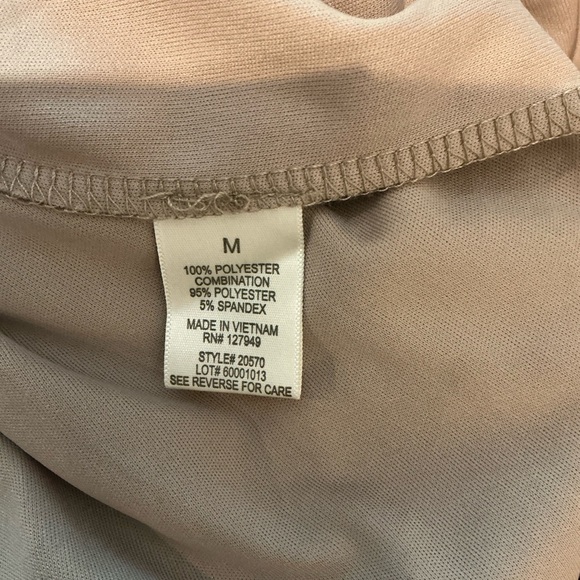 M
100% POLYESTER
COMBINATION
95% POLYESTER
5% SPANDEX
MADE IN VIETNAM
RN# 127949
STYLE# 20570
LOT# 60001013
SEE REVERSE FOR CARE